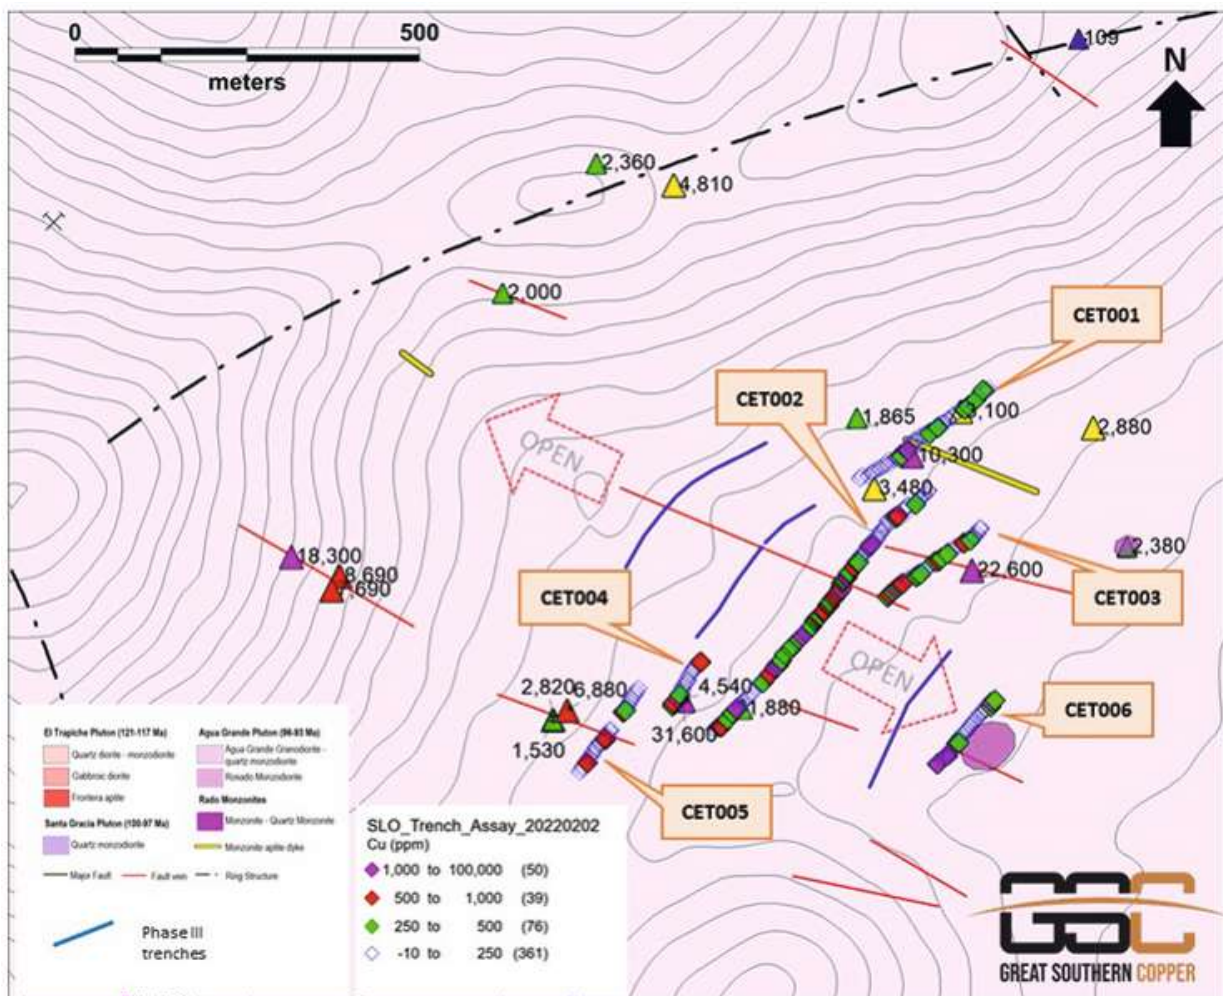 0 500
meters
109
N
2,360
4,810
2,000
CET001
CET002
3,100
1,865
2,880
10,300
OPEN
3,480
18,300
8,690
2,380
22,600
CET004
CET003
OPEN
2,820
6,880
4,540
1,880
1,530
31,600
CET006
CET005
El Trapiche Pluton (121-117 Ma)
Quartz diorite - monzodiorite
Gabbroic diorite
Frontera aplite
Santa Gracia Pluton (100-97 Ma)
Quartz monzodiorite
Agua Grande Pluton (96-93 Ma)
Agua Grande Granodiorite - quartz monzodiorite
Rosado Monzodiorite
Rado Monzonites
Monzonite - Quartz Monzonite
Monzonite aplite dyke
Major Fault Fault vein Ring Structure
Phase III
trenches
SLO_Trench_Assay_20220202
Cu (ppm)
1,000 to 100,000 (50)
500 to 1,000 (39)
250 to 500 (76)
-10 to 250 (361)
GSC
GREAT SOUTHERN COPPER